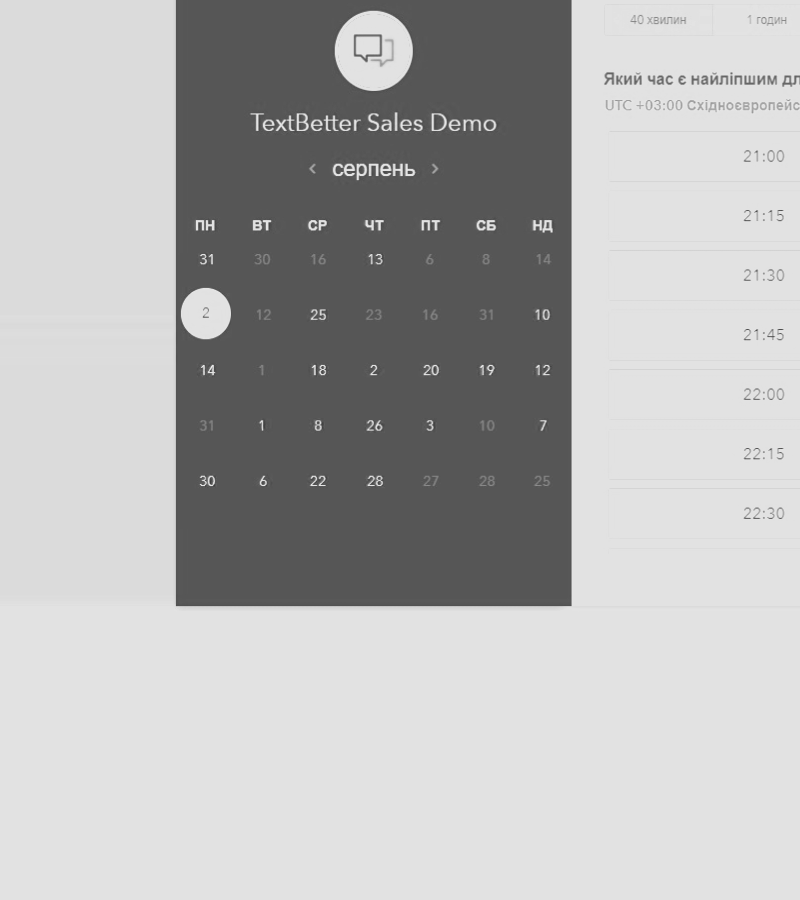 TextBetter Sales Demo
‹ серпень ›
ПН ВТ СР ЧТ ПТ СБ НД
31 30 16 13 6 8 14
2 12 25 23 16 31 10
14 1 18 2 20 19 12
31 1 8 26 3 10 7
30 6 22 28 27 28 25
40 хвилин 1 годин
Який час є найліпшим
UTC +03:00
21:00
21:15
21:30
21:45
22:00
22:15
22:30